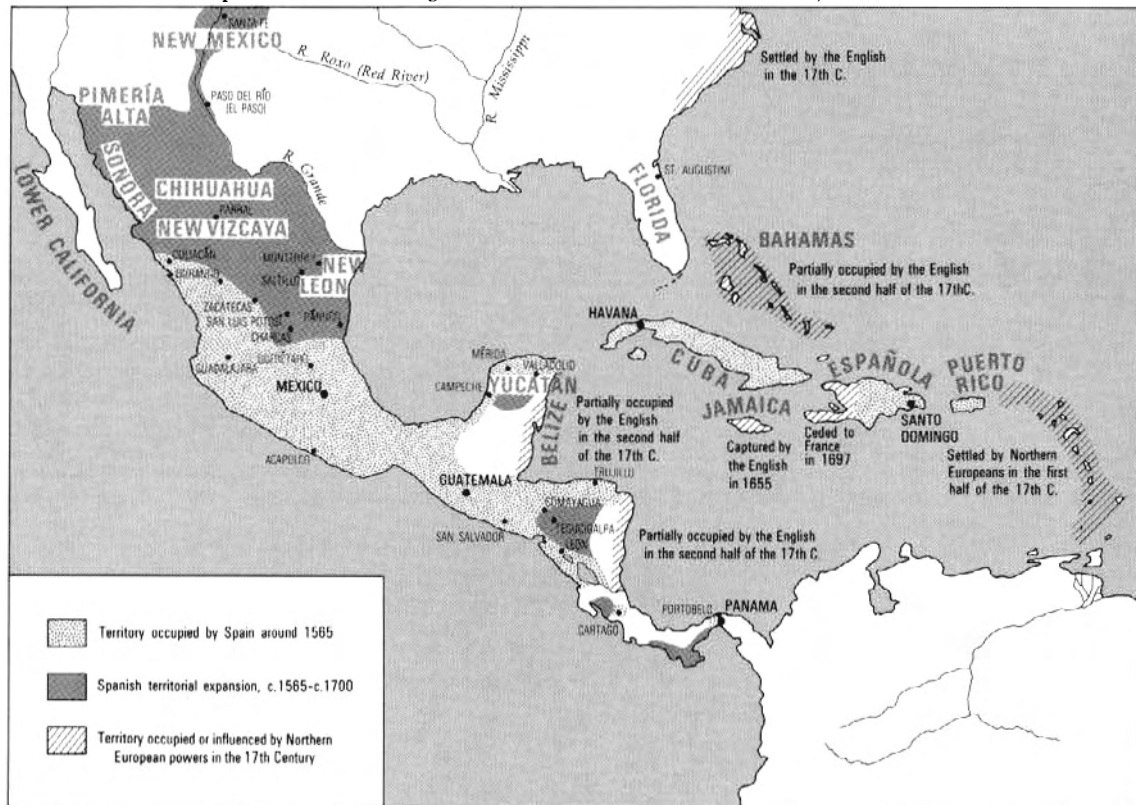 SANTA FE
NEW MEXICO
R. Roxo (Red River)
R. Mississippi
Settled by the English
in the 17th C.
PIMERÍA
ALTA
PASO DEL RÍO
(EL PASO)
SONORA
R. Grande
CHIHUAHUA
PARRAL
NEW VIZCAYA
LOWER CALIFORNIA
ST. AUGUSTINE
FLORIDA
BAHAMAS
Partially occupied by the English
in the second half of the 17thC.
CULIACÁN
DURANGO
MONTERREY
SALTILLO
NEW
LEON
ZACATECAS
SAN LUIS POTOSÍ
CHARCAS
PÁNUCO
QUERÉTARO
GUADALAJARA
MEXICO
ACAPULCO
HAVANA
CUBA
MÉRIDA
VALLADOLID
CAMPECHE
YUCATÁN
BELIZE
Partially occupied
by the English
in the second half
of the 17th C.
JAMAICA
Captured by
the English
in 1655
ESPAÑOLA
Ceded to
France
in 1697
SANTO
DOMINGO
PUERTO
RICO
Settled by Northern
Europeans in the first
half of the 17th C.
TRUJILLO
GUATEMALA
COMAYAGUA
TEGUCIGALPA
LEÓN
SAN SALVADOR
Partially occupied by the English
in the second half of the 17th C.
PORTOBELO
PANAMA
CARTAGO
Territory occupied by Spain around 1565
Spanish territorial expansion, c.1565-c.1700
Territory occupied or influenced by Northern
European powers in the 17th Century